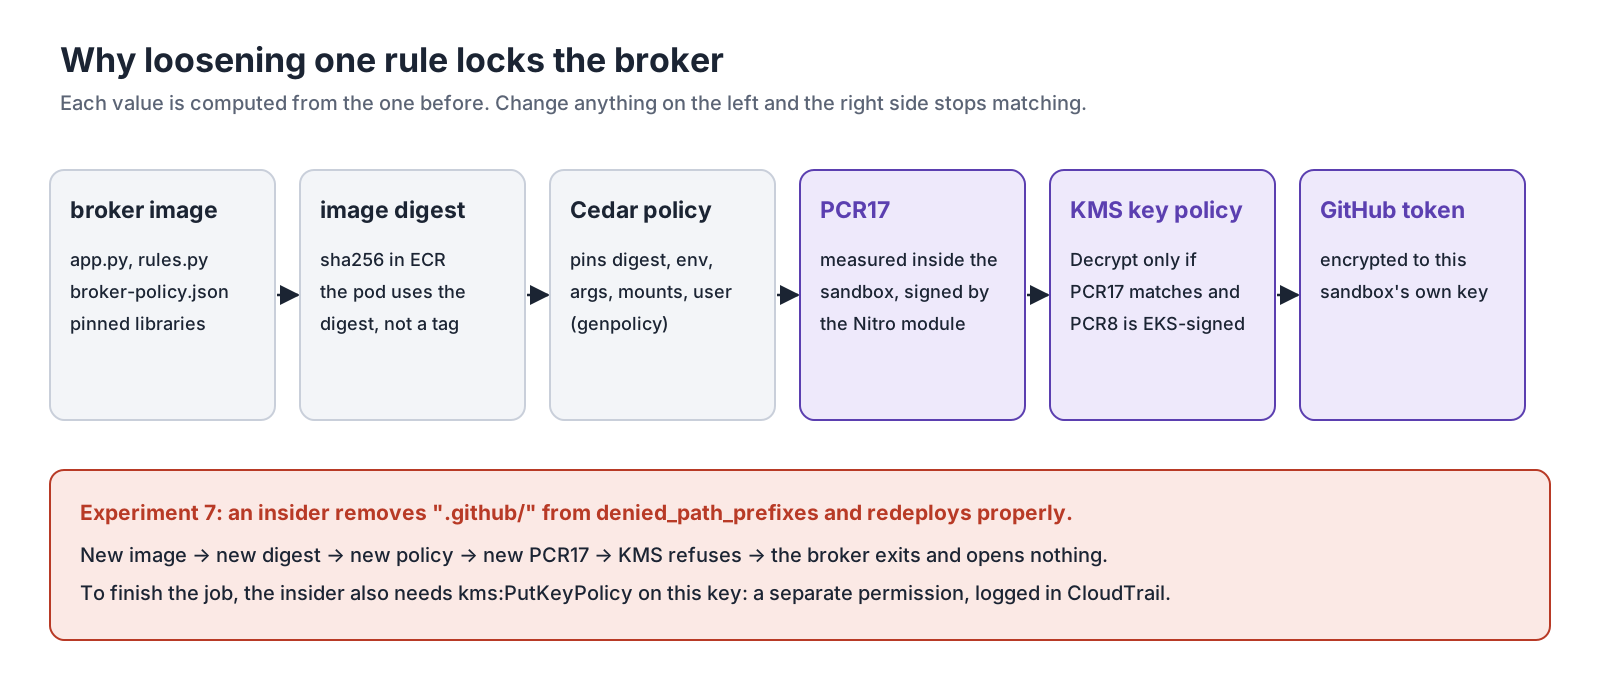 Why loosening one rule locks the broker
Each value is computed from the one before. Change anything on the left and the right side stops matching.
broker image
app.py, rules.py
broker-policy.json
pinned libraries
image digest
sha256 in ECR
the pod uses the
digest, not a tag
Cedar policy
pins digest, env,
args, mounts, user
(genpolicy)
PCR17
measured inside the
sandbox, signed by
the Nitro module
KMS key policy
Decrypt only if
PCR17 matches and
PCR8 is EKS-signed
GitHub token
encrypted to this
sandbox's own key
Experiment 7: an insider removes ".github/" from denied_path_prefixes and redeploys properly.
New image → new digest → new policy → new PCR17 → KMS refuses → the broker exits and opens nothing.
To finish the job, the insider also needs kms:PutKeyPolicy on this key: a separate permission, logged in CloudTrail.